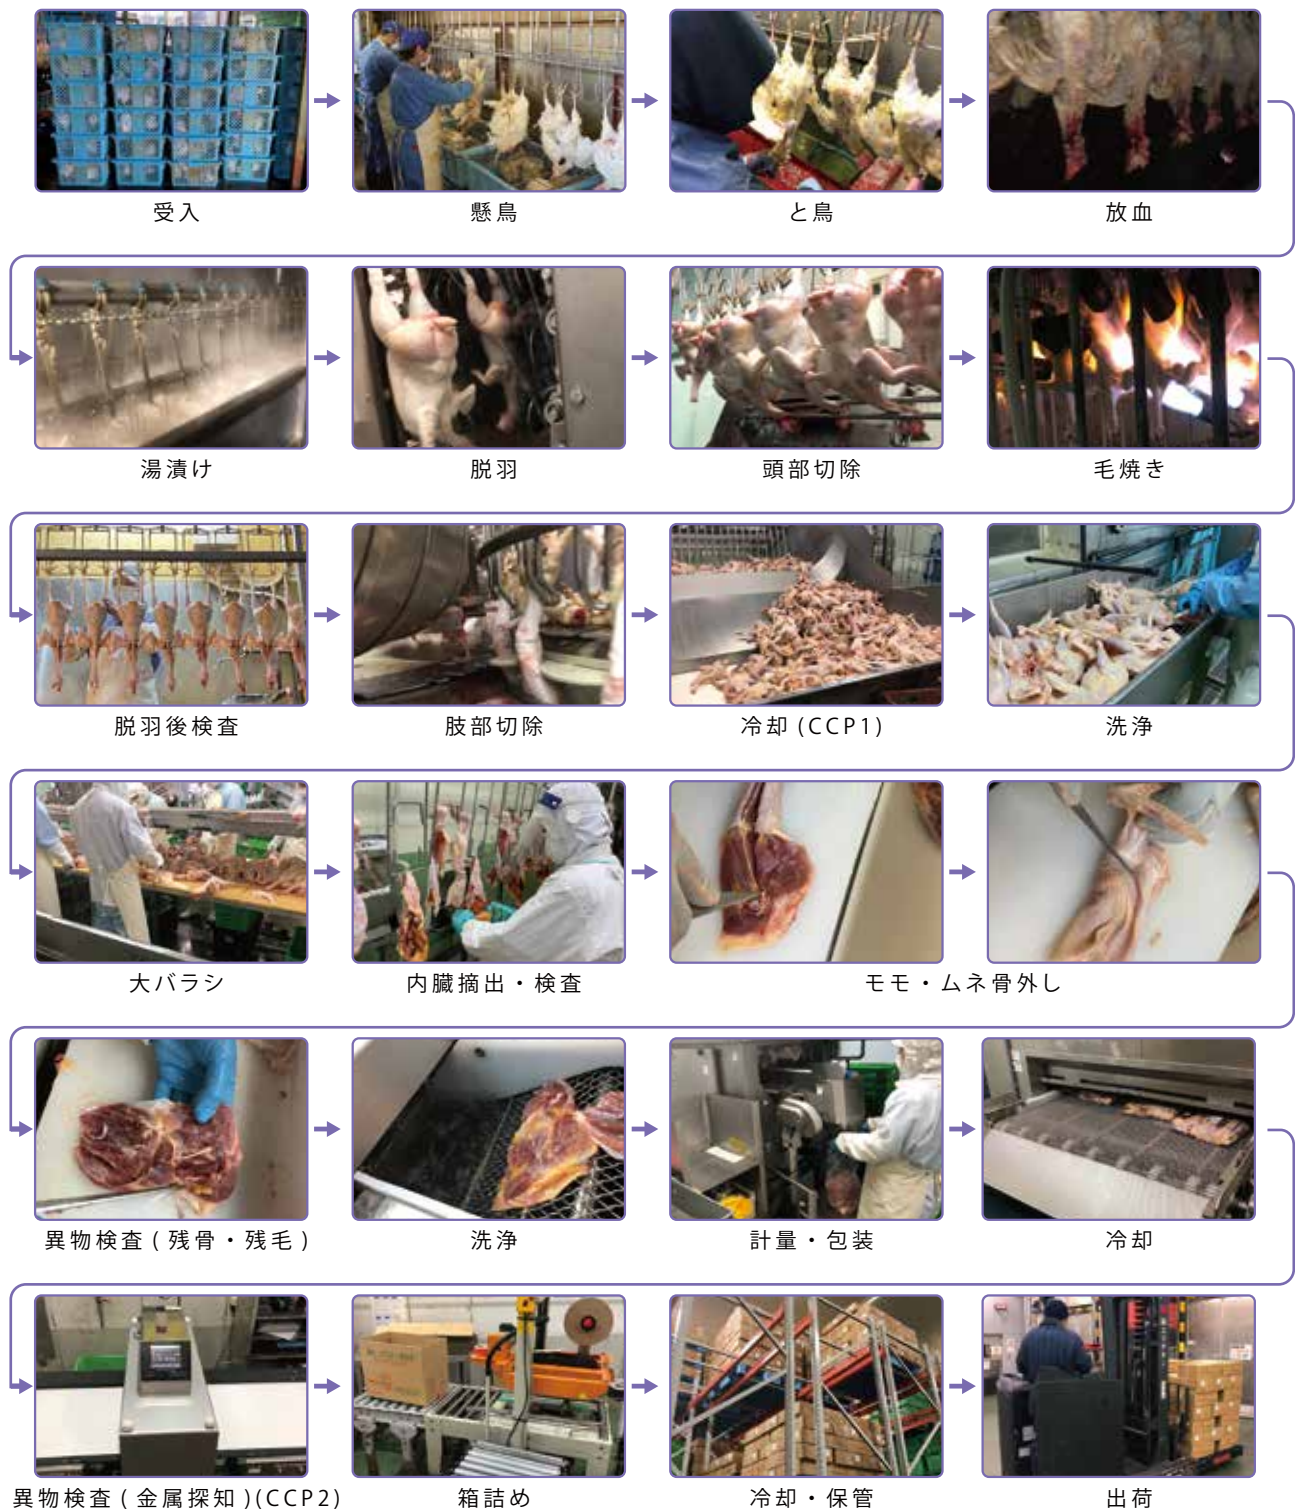 受入
懸鳥
と鳥
放血
湯漬け
脱羽
頭部切除
毛焼き
脱羽後検査
肢部切除
冷却(CCP1)
洗浄
大バラシ
内臓摘出・検査
モモ・ムネ骨外し
異物検査(残骨・残毛)
洗浄
計量・包装
冷却
異物検査(金属探知)(CCP2)
箱詰め
冷却・保管
出荷